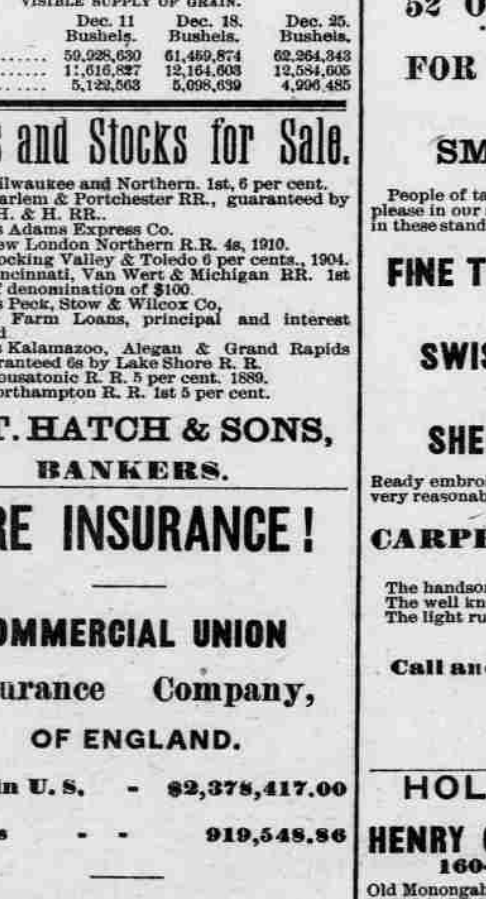 VISIBLE SUPPLY OF GRAIN.
Dec. 11 Dec. 18. Dec. 25.
Bushels. Bushels. Bushels.
59,928,630 61,459,874 62,264,343
11,616,827 12,164,603 12,584,605
5,122,563 5,098,639 4,996,485
and Stocks for Sale.
ilwaukee and Northern. 1st, 6 per cent.
arlem & Portchester RR., guaranteed by
H. & H. RR..
s Adams Express Co.
ew London Northern R.R. 4s, 1910.
ocking Valley & Toledo 6 per cents., 1904.
ncinnati, Van Wert & Michigan RR. 1st
f denomination of $100.
s Peck, Stow & Wilcox Co,
Farm Loans, principal and interest
d
s Kalamazoo, Alegan & Grand Rapids
ranteed 6s by Lake Shore R. R.
ousatonic R. R. 5 per cent. 1889.
orthampton R. R. 1st 5 per cent.
T. HATCH & SONS,
BANKERS.
RE INSURANCE!
OMMERCIAL UNION
urance Company,
OF ENGLAND.
in U. S. - $2,378,417.00
s - - 919,548.86
52 O
FOR
SM
People of ta
please in our
in these stand
FINE T
SWIS
SHE
Ready embroi
very reasonab
CARPE
The handso
The well kn
The light ru
Call an
HOL
HENRY
160
Old Monongah